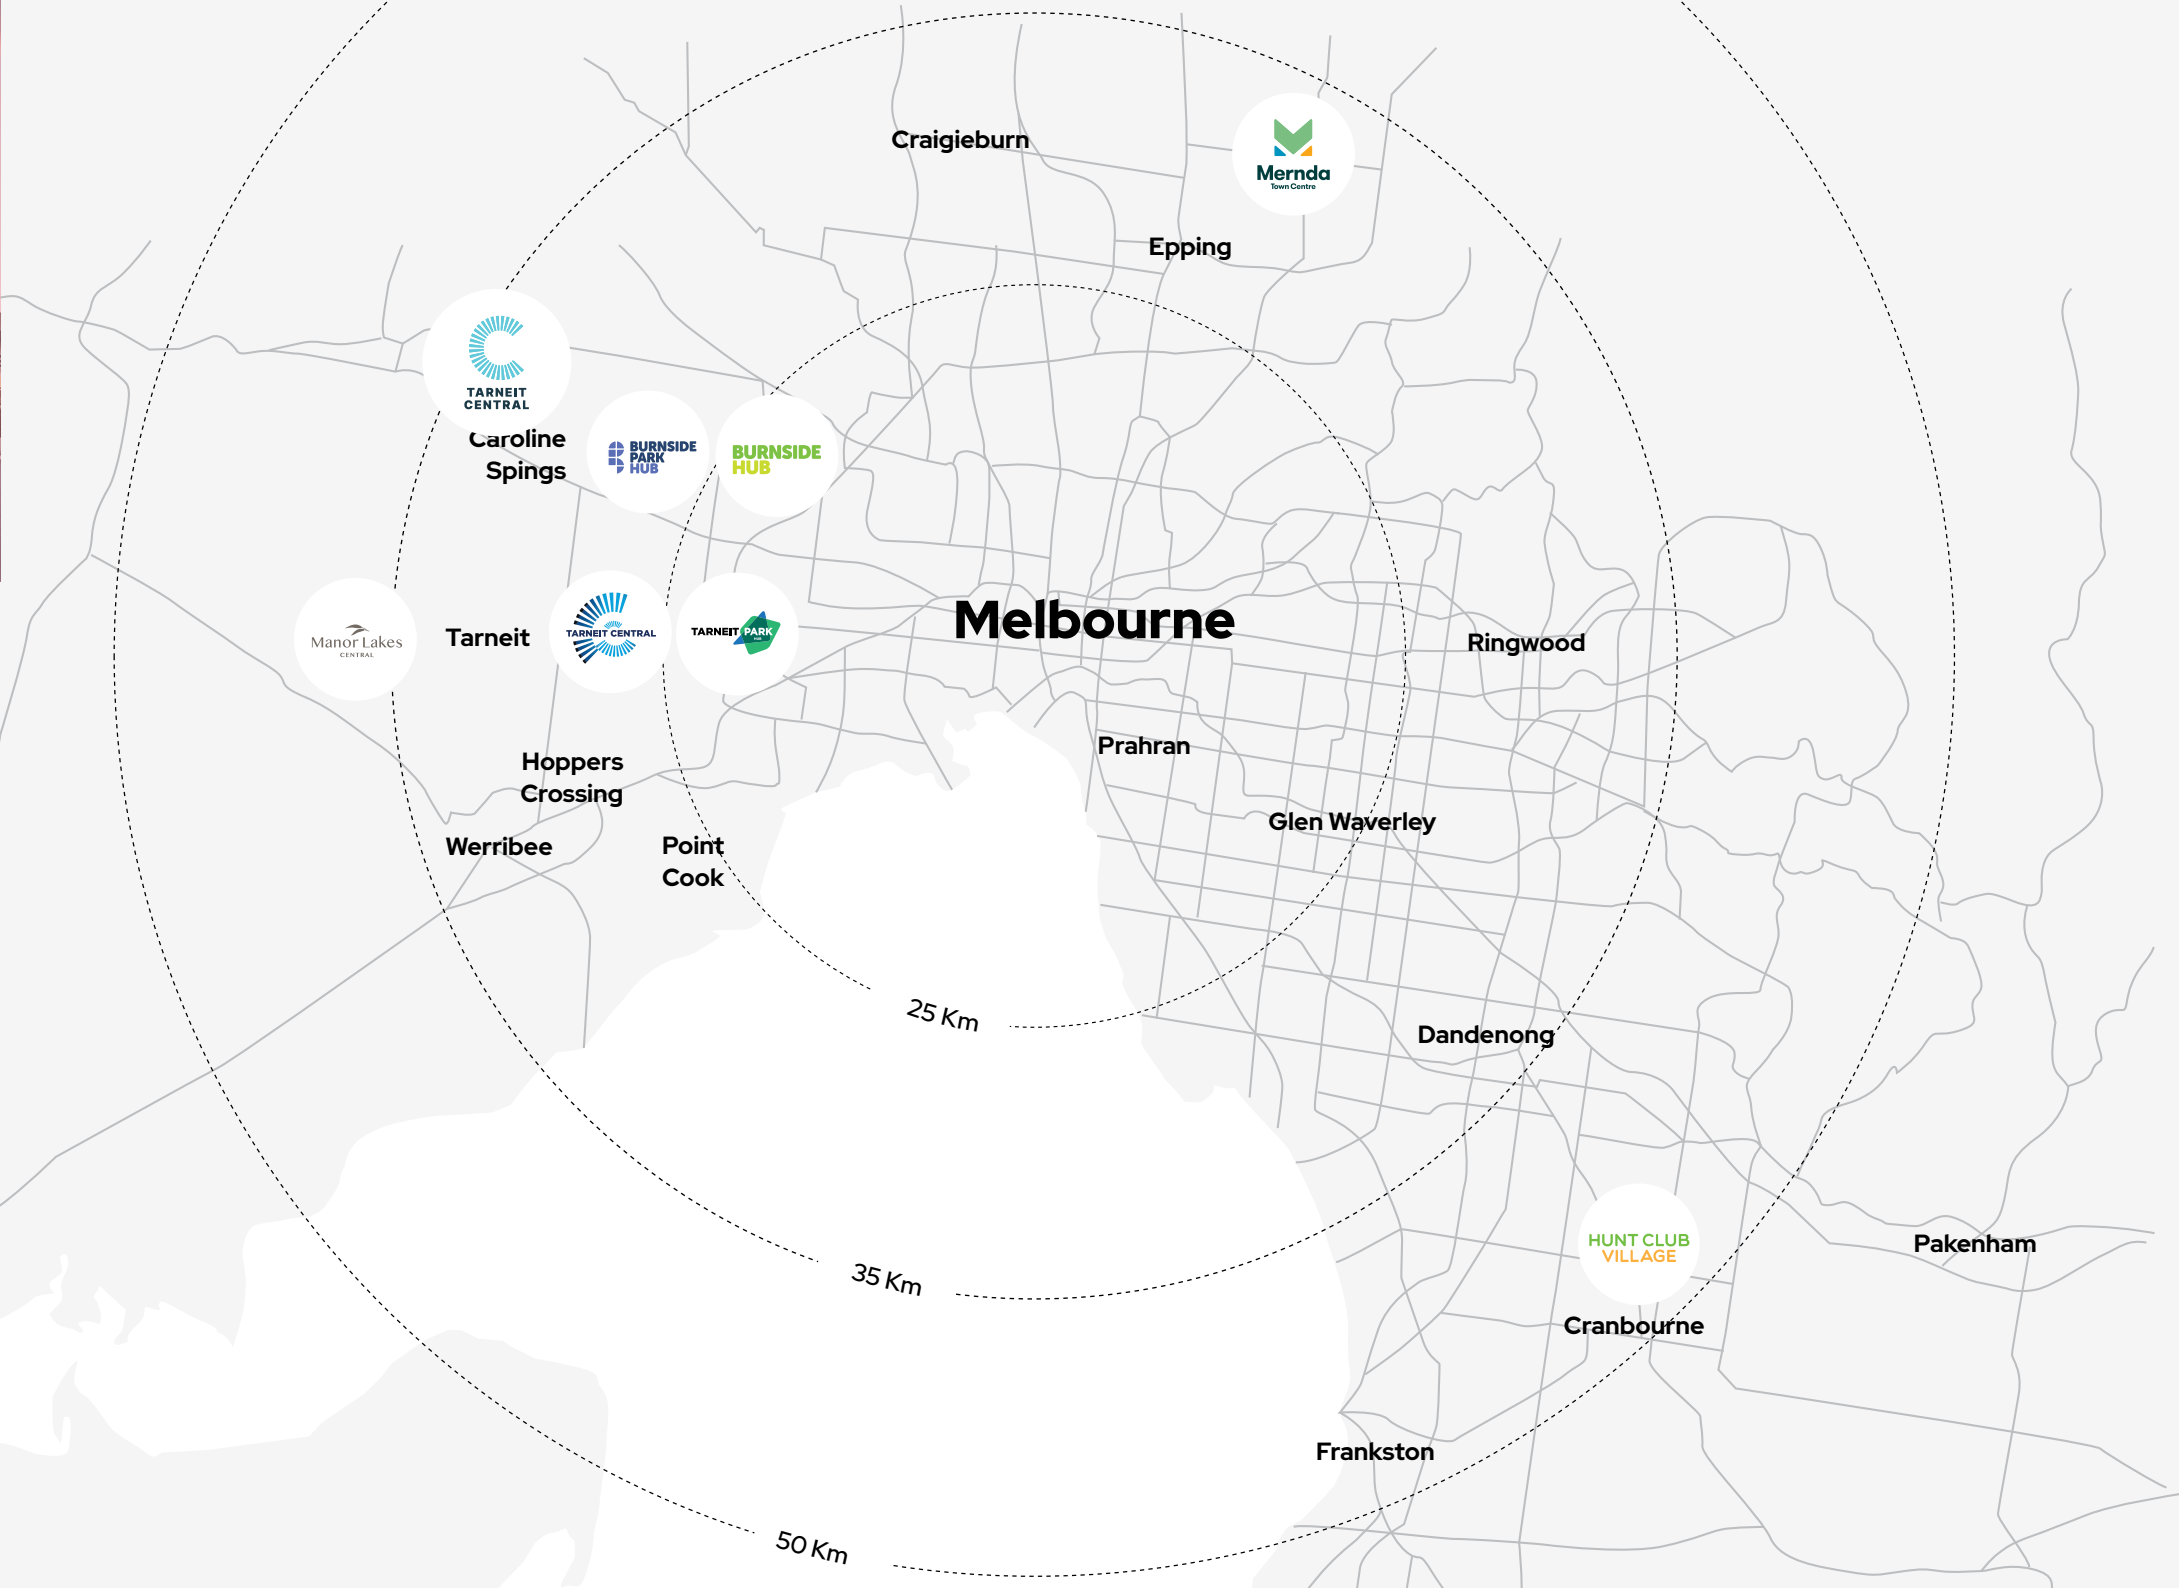 Craigieburn
Mernda
Town Centre
Epping
TARNEIT
CENTRAL
Caroline
Spings
BURNSIDE
PARK
HUB
BURNSIDE
HUB
Melbourne
Manor Lakes
CENTRAL
Tarneit
TARNEIT CENTRAL
TARNEIT PARK
HUB
Ringwood
Prahran
Hoppers
Crossing
Glen Waverley
Werribee
Point
Cook
25 Km
Dandenong
HUNT CLUB
VILLAGE
Pakenham
35 Km
Cranbourne
Frankston
50 Km